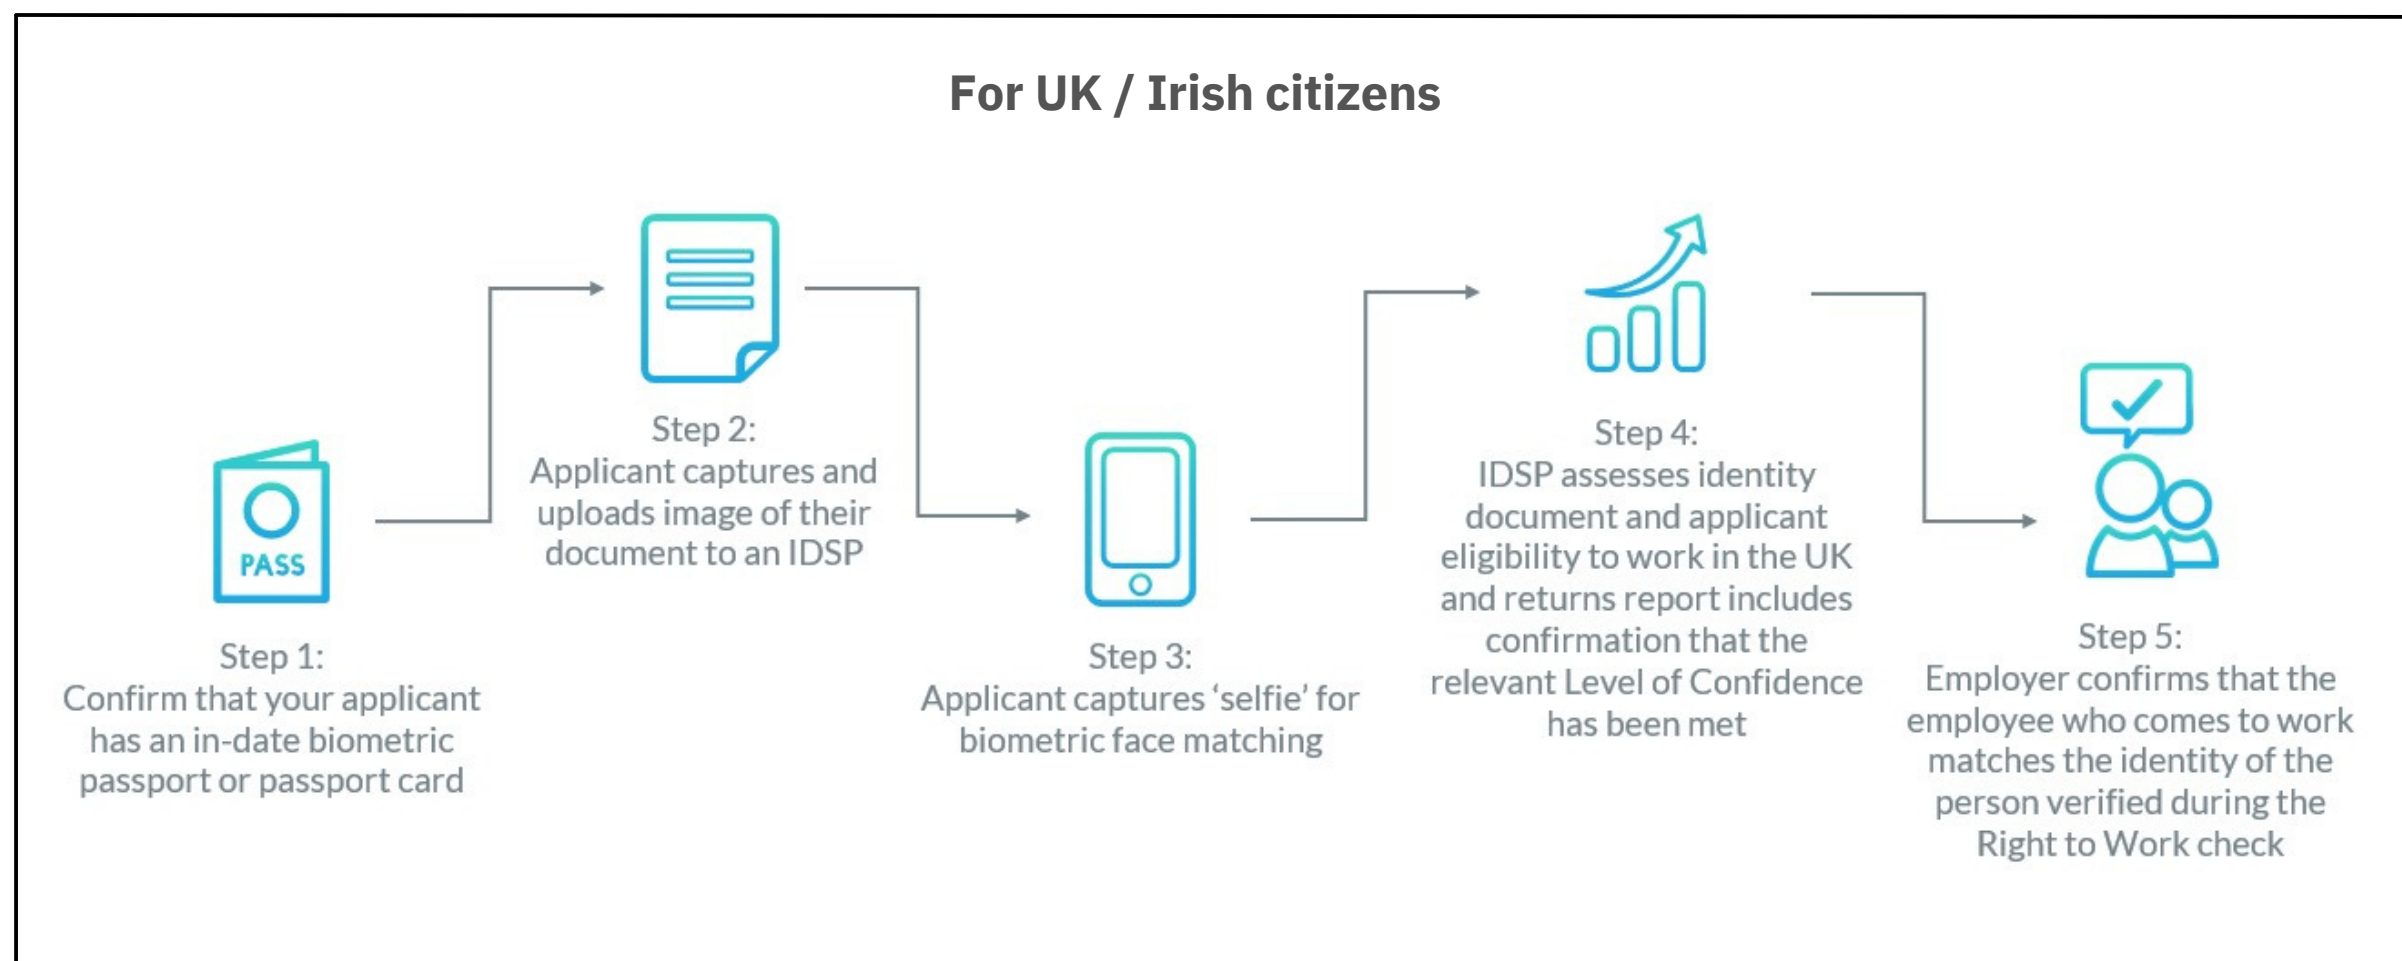 For UK / Irish citizens
PASS
Step 1:
Confirm that your applicant
has an in-date biometric
passport or passport card
Step 2:
Applicant captures and
uploads image of their
document to an IDSP
Step 3:
Applicant captures ‘selfie’ for
biometric face matching
Step 4:
IDSP assesses identity
document and applicant
eligibility to work in the UK
and returns report includes
confirmation that the
relevant Level of Confidence
has been met
Step 5:
Employer confirms that the
employee who comes to work
matches the identity of the
person verified during the
Right to Work check